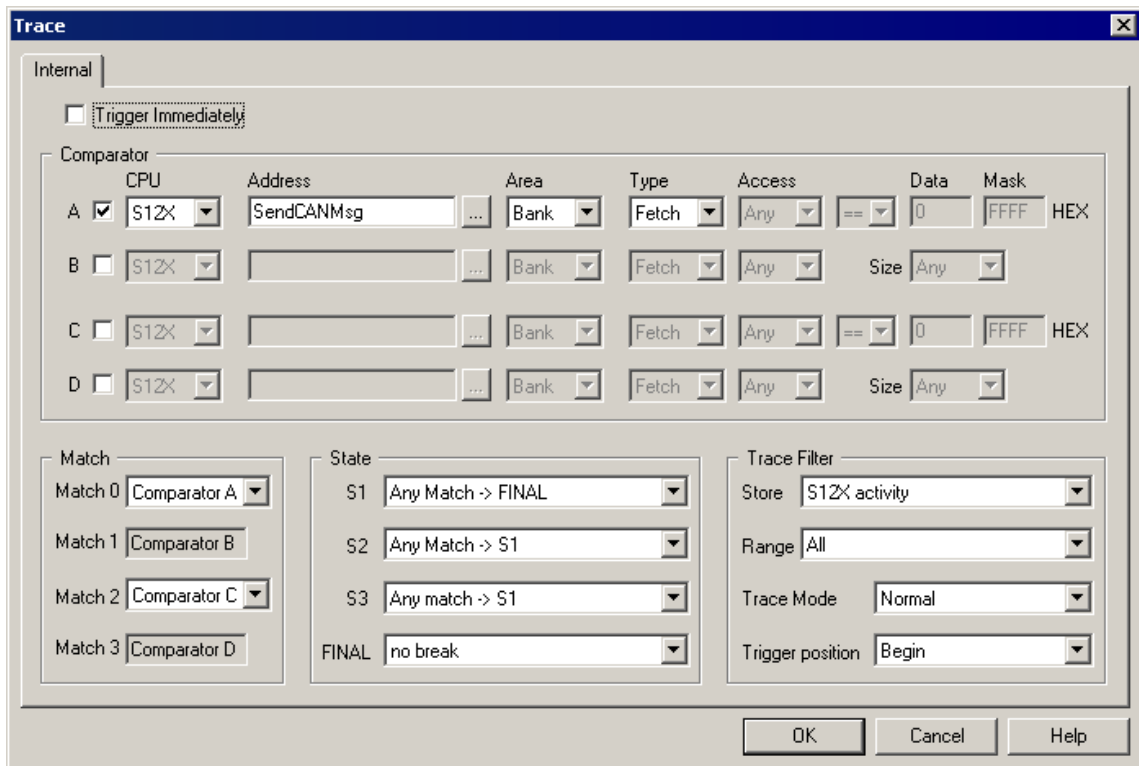 Trace
Internal
Trigger Immediately
Comparator
CPU Address Area Type Access Data Mask
A S12X SendCANMsg ... Bank Fetch Any == 0 FFFF HEX
B S12X ... Bank Fetch Any Size Any
C S12X ... Bank Fetch Any == 0 FFFF HEX
D S12X ... Bank Fetch Any Size Any
Match State Trace Filter
Match 0 Comparator A S1 Any Match -> FINAL Store S12X activity
Match 1 Comparator B S2 Any Match -> S1 Range All
Match 2 Comparator C S3 Any match -> S1 Trace Mode Normal
Match 3 Comparator D FINAL no break Trigger position Begin
OK Cancel Help